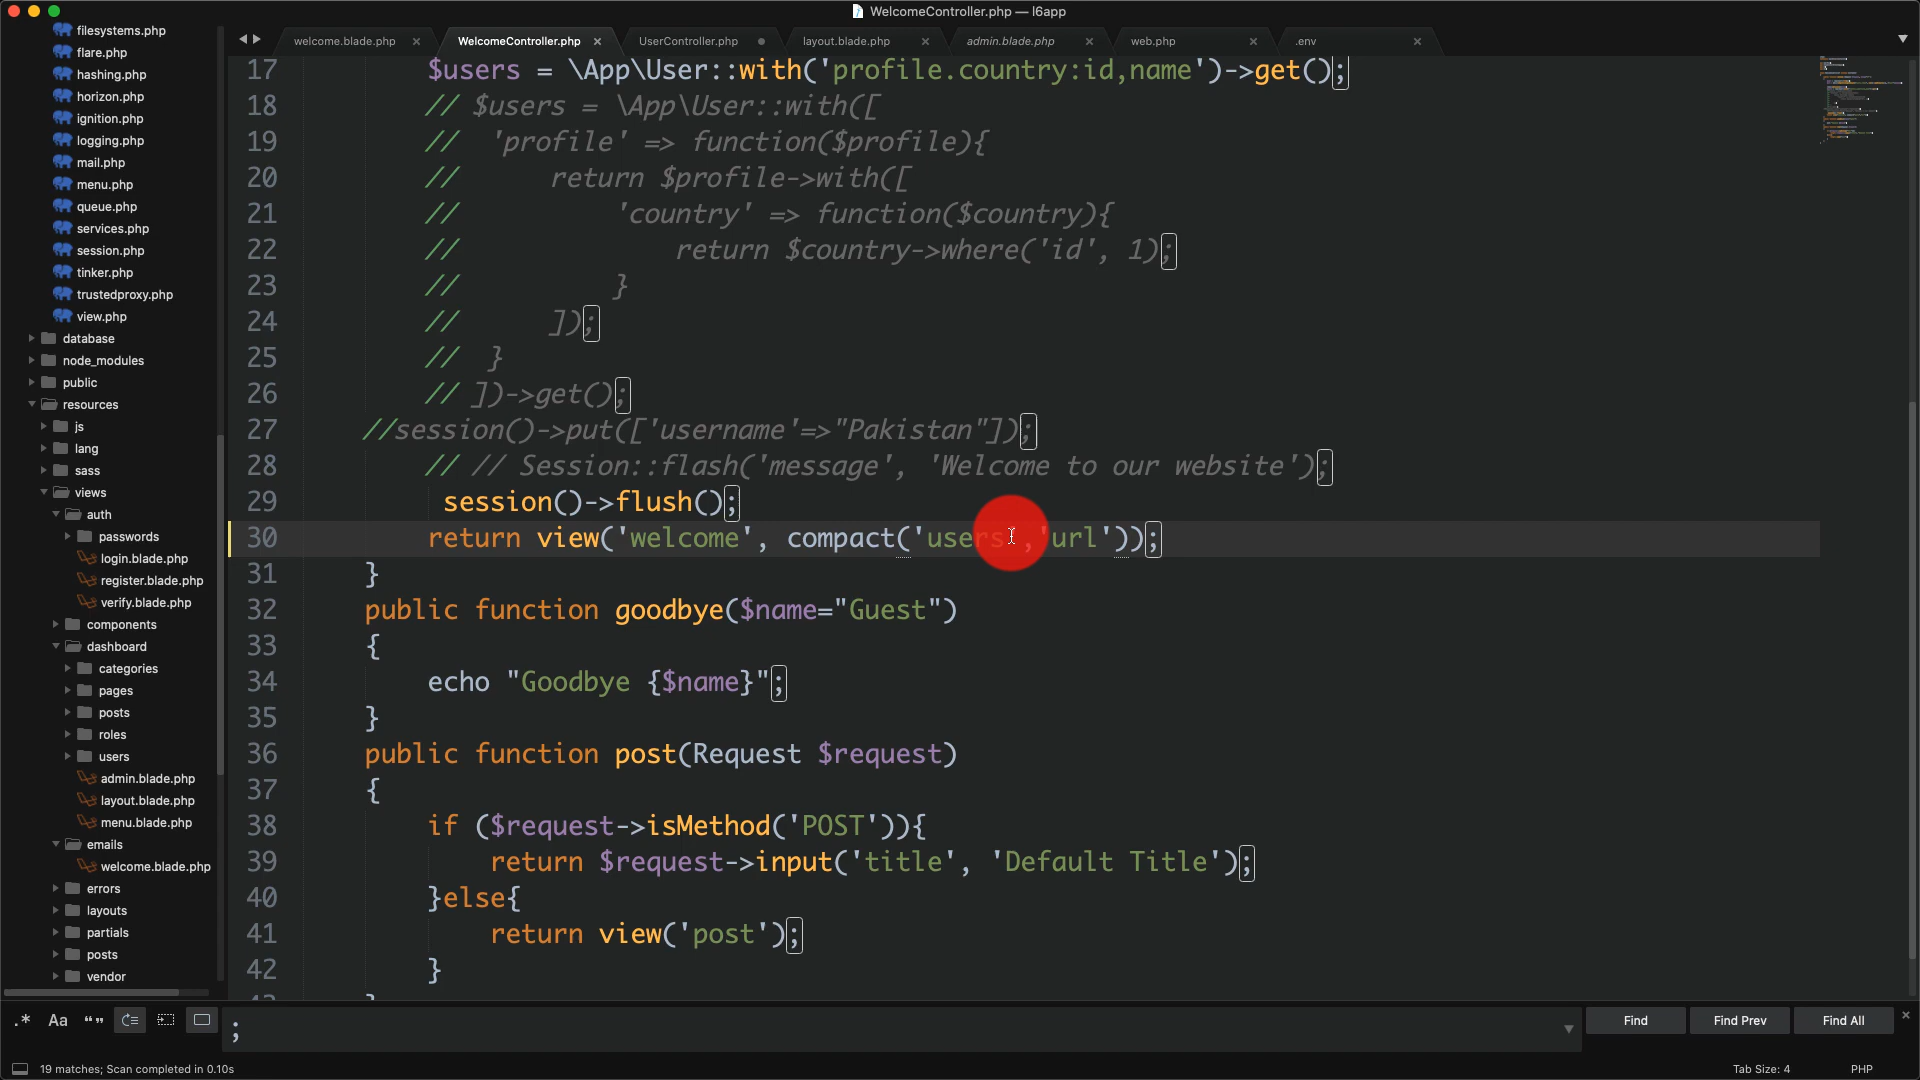 WelcomeController.php — l6app
filesystems.php
flare.php
hashing.php
horizon.php
ignition.php
logging.php
mail.php
menu.php
queue.php
services.php
session.php
tinker.php
trustedproxy.php
view.php
database
node_modules
public
resources
js
lang
sass
views
auth
passwords
login.blade.php
register.blade.php
verify.blade.php
components
dashboard
categories
pages
posts
roles
users
admin.blade.php
layout.blade.php
menu.blade.php
emails
welcome.blade.php
errors
layouts
partials
posts
vendor
welcome.blade.php × WelcomeController.php × UserController.php layout.blade.php × admin.blade.php × web.php × .env ×
17 $users = \App\User::with('profile.country:id,name')->get();
18 // $users = \App\User::with([
19 // 'profile' => function($profile){
20 // return $profile->with([
21 // 'country' => function($country){
22 // return $country->where('id', 1);
23 // }
24 // ]);
25 // }
26 // ])->get();
27 //session()->put(['username'=>"Pakistan"]);
28 // // Session::flash('message', 'Welcome to our website');
29 session()->flush();
30 return view('welcome', compact('users','url'));
31 }
32 public function goodbye($name="Guest")
33 {
34 echo "Goodbye {$name}";
35 }
36 public function post(Request $request)
37 {
38 if ($request->isMethod('POST')){
39 return $request->input('title', 'Default Title');
40 }else{
41 return view('post');
42 }
43 }
.* Aa “” ; Find Find Prev Find All ×
19 matches; Scan completed in 0.10s Tab Size: 4 PHP